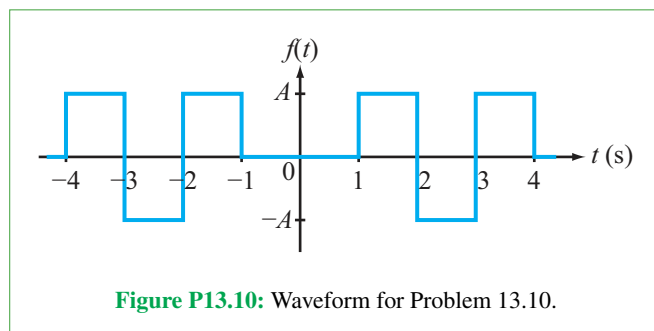 f(t)
A
t (s)
−4 −3 −2 −1 0 1 2 3 4
−A
Figure P13.10: Waveform for Problem 13.10.